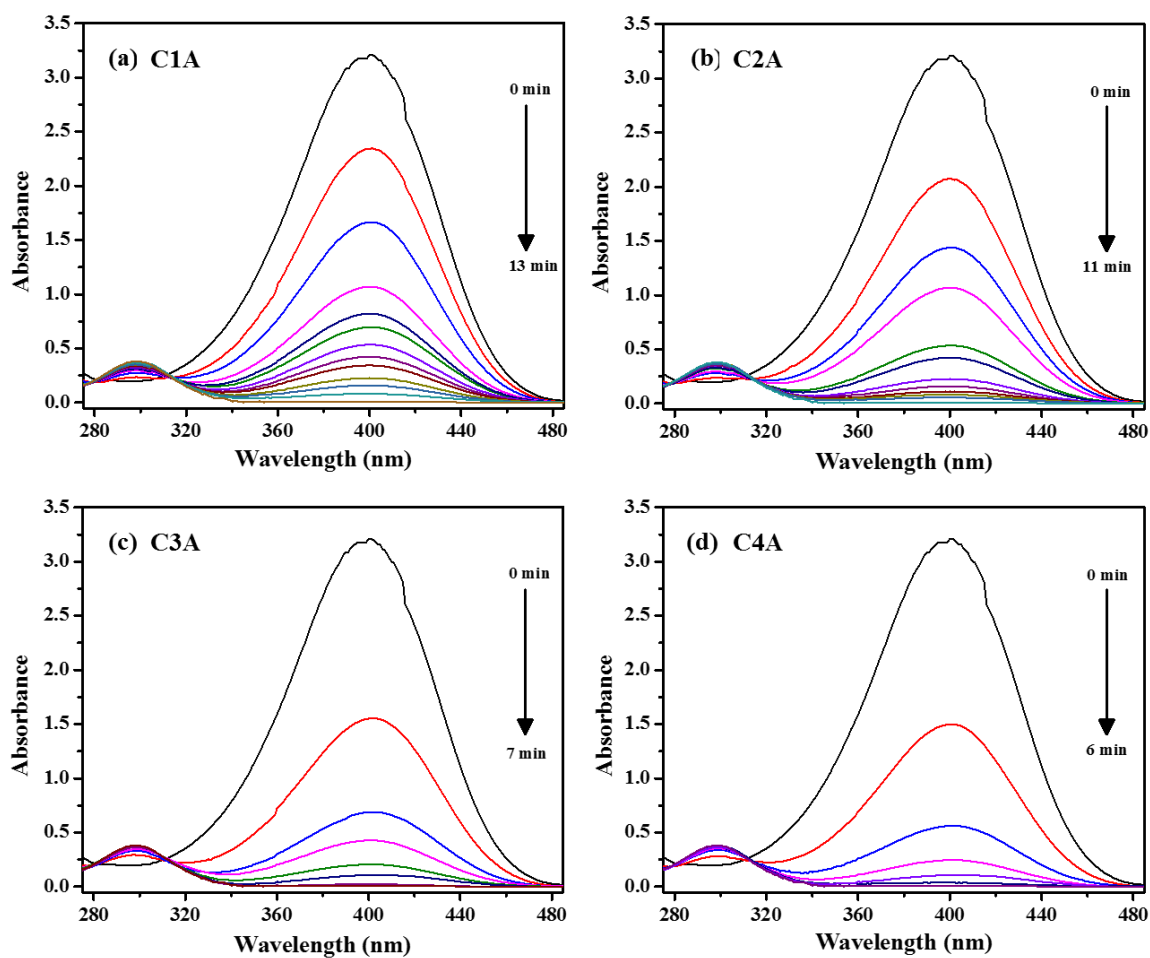 (a) C1A
0 min
13 min
3.5
3.0
2.5
2.0
1.5
1.0
0.5
0.0
Absorbance
280 320 360 400 440 480
Wavelength (nm)
(b) C2A
0 min
11 min
3.5
3.0
2.5
2.0
1.5
1.0
0.5
0.0
Absorbance
280 320 360 400 440 480
Wavelength (nm)
(c) C3A
0 min
7 min
3.5
3.0
2.5
2.0
1.5
1.0
0.5
0.0
Absorbance
280 320 360 400 440 480
Wavelength (nm)
(d) C4A
0 min
6 min
3.5
3.0
2.5
2.0
1.5
1.0
0.5
0.0
Absorbance
280 320 360 400 440 480
Wavelength (nm)